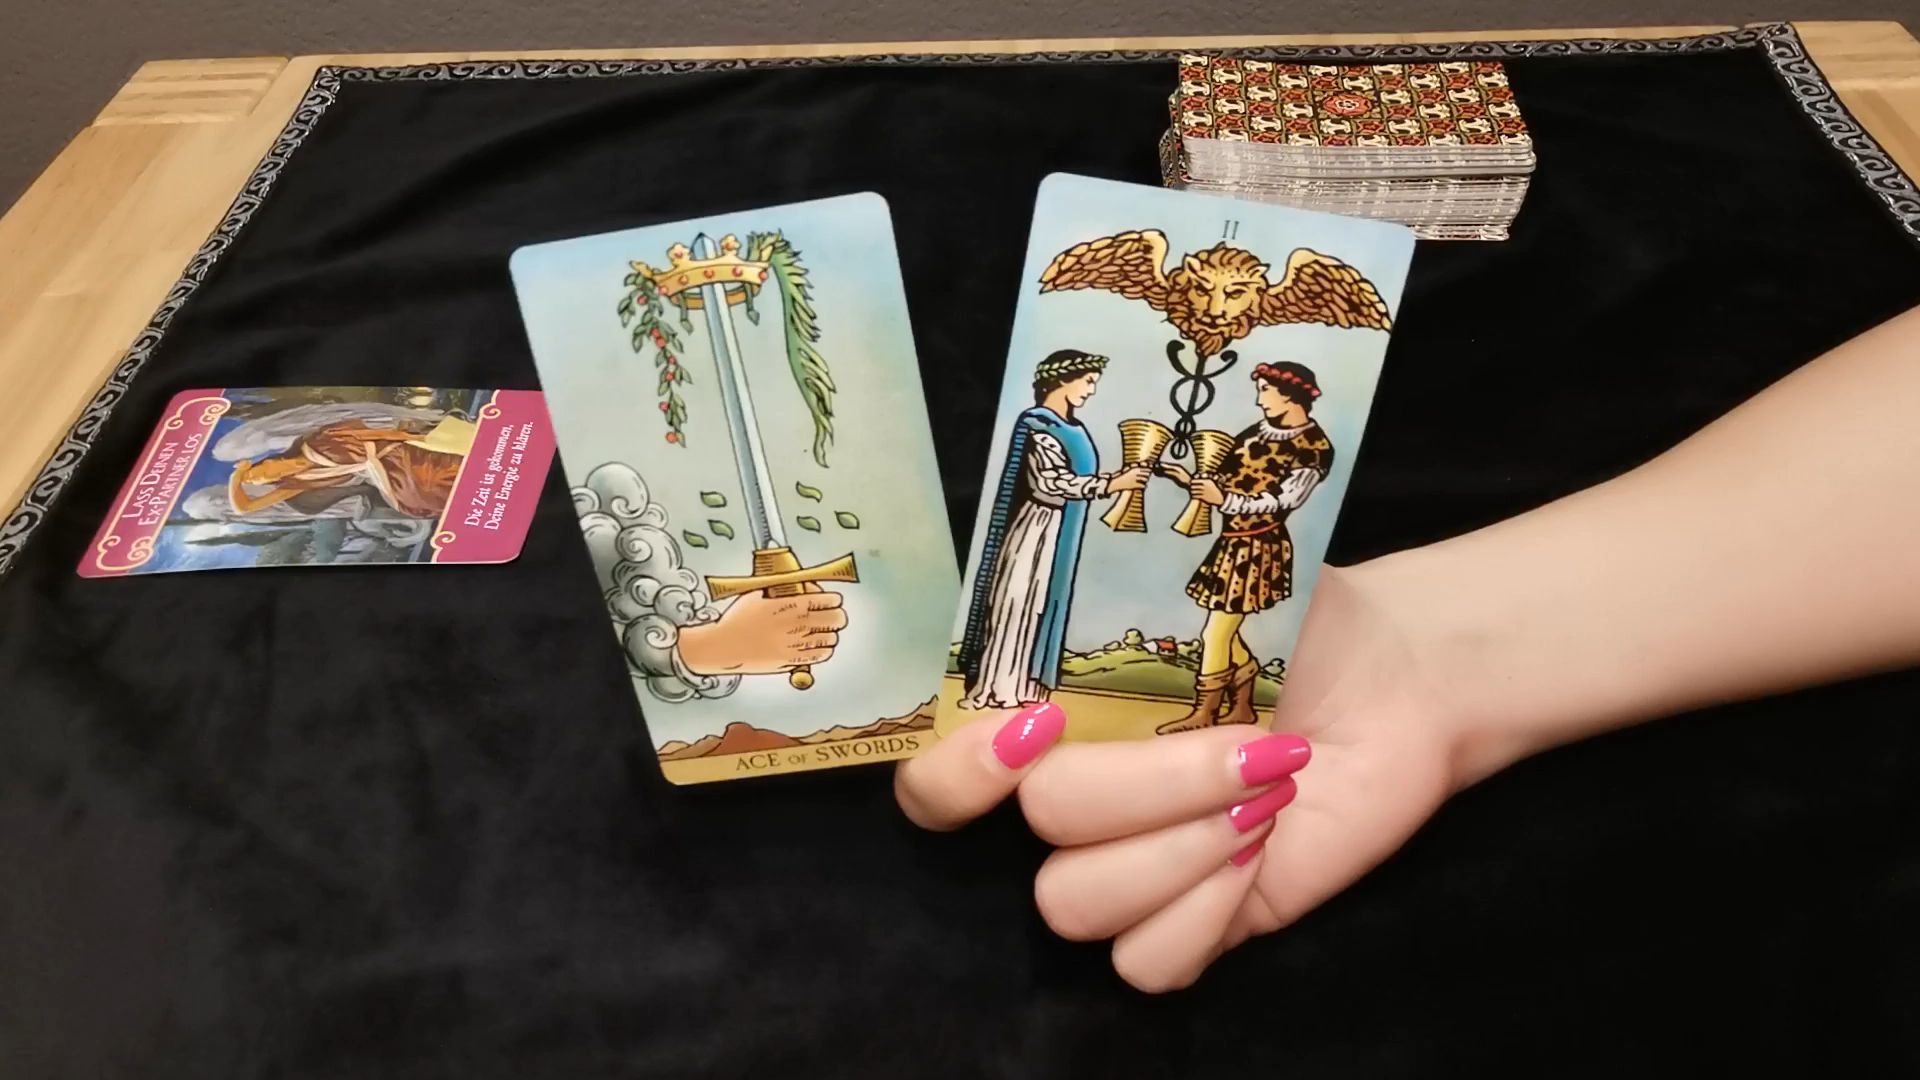 LASS DEINEN
EX-PARTNER LOS
Die Zeit ist gekommen,
Deine Energie zu klären.
ACE OF SWORDS
II